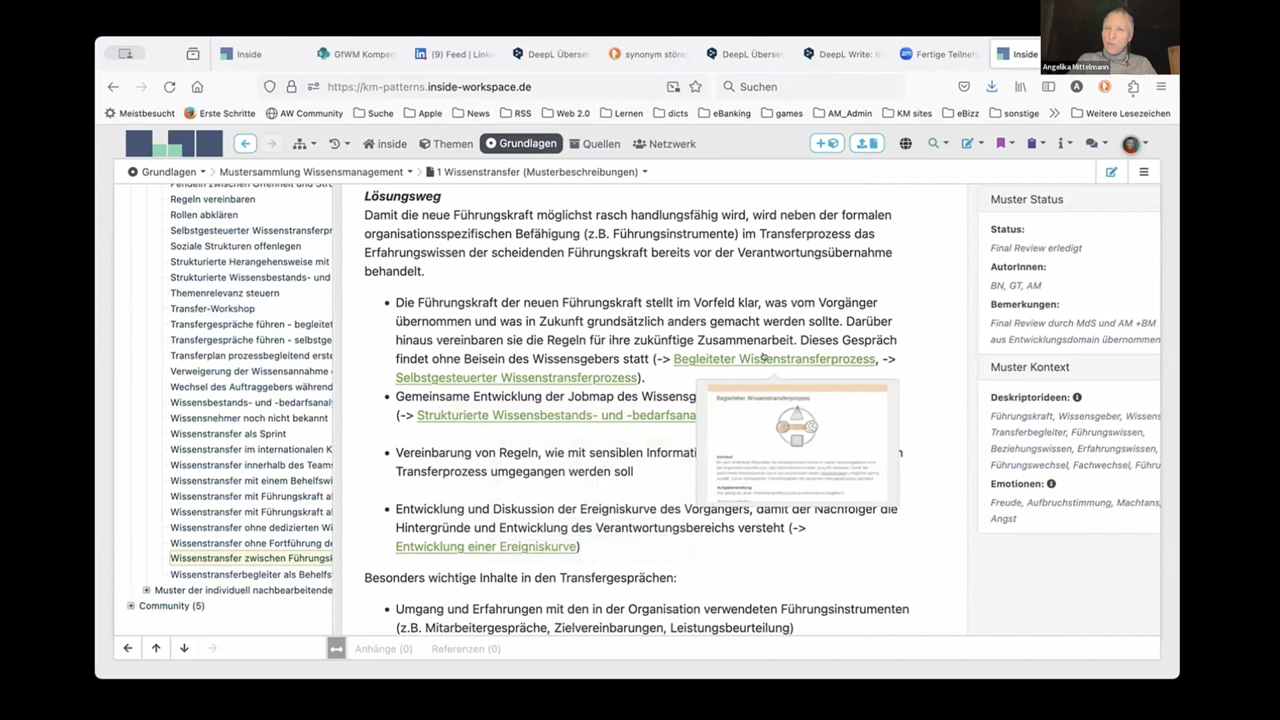 Angelika Mittelmann
Inside
GfWM Kompen
(9) Feed | Link
DeepL Überset
synonym störe
DeepL Überset
DeepL Write:
Fertige Teilneh
Inside
https://km-patterns.inside-workspace.de
Suchen
Meistbesucht
Erste Schritte
AW Community
Suche
Apple
News
RSS
Web 2.0
Lernen
dicts
eBanking
games
AM_Admin
KM sites
eBizz
sonstige
Weitere Lesezeichen
inside
Themen
Grundlagen
Quellen
Netzwerk
Grundlagen
Mustersammlung Wissensmanagement
1 Wissenstransfer (Musterbeschreibungen)
Pendeln zwischen Offenheit und Stru
Regeln vereinbaren
Rollen abklären
Selbstgesteuerter Wissenstransferpr
Soziale Strukturen offenlegen
Strukturierte Herangehensweise mit
Strukturierte Wissensbestands- und
Themenrelevanz steuern
Transfer-Workshop
Transfergespräche führen - begleitet
Transfergespräche führen - selbstge
Transferplan prozessbegleitend erste
Verweigerung der Wissensannahme
Wechsel des Auftraggebers während
Wissensbestands- und -bedarfsanaly
Wissensnehmer noch nicht bekannt
Wissenstransfer als Sprint
Wissenstransfer im internationalen K
Wissenstransfer innerhalb des Teams
Wissenstransfer mit einem Behelfswi
Wissenstransfer mit Führungskraft al
Wissenstransfer mit Führungskraft al
Wissenstransfer ohne dedizierten Wi
Wissenstransfer ohne Fortführung de
Wissenstransfer zwischen Führungsk
Wissenstransferbegleiter als Behelfs
Muster der individuell nachbearbeitende
Community (5)
Lösungsweg
Damit die neue Führungskraft möglichst rasch handlungsfähig wird, wird neben der formalen
organisationsspezifischen Befähigung (z.B. Führungsinstrumente) im Transferprozess das
Erfahrungswissen der scheidenden Führungskraft bereits vor der Verantwortungsübernahme
behandelt.
• Die Führungskraft der neuen Führungskraft stellt im Vorfeld klar, was vom Vorgänger
übernommen und was in Zukunft grundsätzlich anders gemacht werden sollte. Darüber
hinaus vereinbaren sie die Regeln für ihre zukünftige Zusammenarbeit. Dieses Gespräch
findet ohne Beisein des Wissensgebers statt (-> Begleiteter Wissenstransferprozess, ->
Selbstgesteuerter Wissenstransferprozess).
• Gemeinsame Entwicklung der Jobmap des Wissensg
(-> Strukturierte Wissensbestands- und -bedarfsana
• Vereinbarung von Regeln, wie mit sensiblen Informati
Transferprozess umgegangen werden soll
Begleiteter Wissenstransferprozess
Kontext
Aufgabenstellung
• Entwicklung und Diskussion der Ereigniskurve des Vorgängers, damit der Nachfolger die
Hintergründe und Entwicklung des Verantwortungsbereichs versteht (->
Entwicklung einer Ereigniskurve)
Besonders wichtige Inhalte in den Transfergesprächen:
• Umgang und Erfahrungen mit den in der Organisation verwendeten Führungsinstrumenten
(z.B. Mitarbeitergespräche, Zielvereinbarungen, Leistungsbeurteilung)
Muster Status
Status:
Final Review erledigt
AutorInnen:
BN, GT, AM
Bemerkungen:
Final Review durch MdS und AM +BM
aus Entwicklungsdomain übernommen
Muster Kontext
Deskriptorideen:
Führungskraft, Wissensgeber, Wissens
Transferbegleiter, Führungswissen,
Beziehungswissen, Erfahrungswissen,
Führungswechsel, Fachwechsel, Führu
Emotionen:
Freude, Aufbruchstimmung, Machtans
Angst
Anhänge (0)
Referenzen (0)